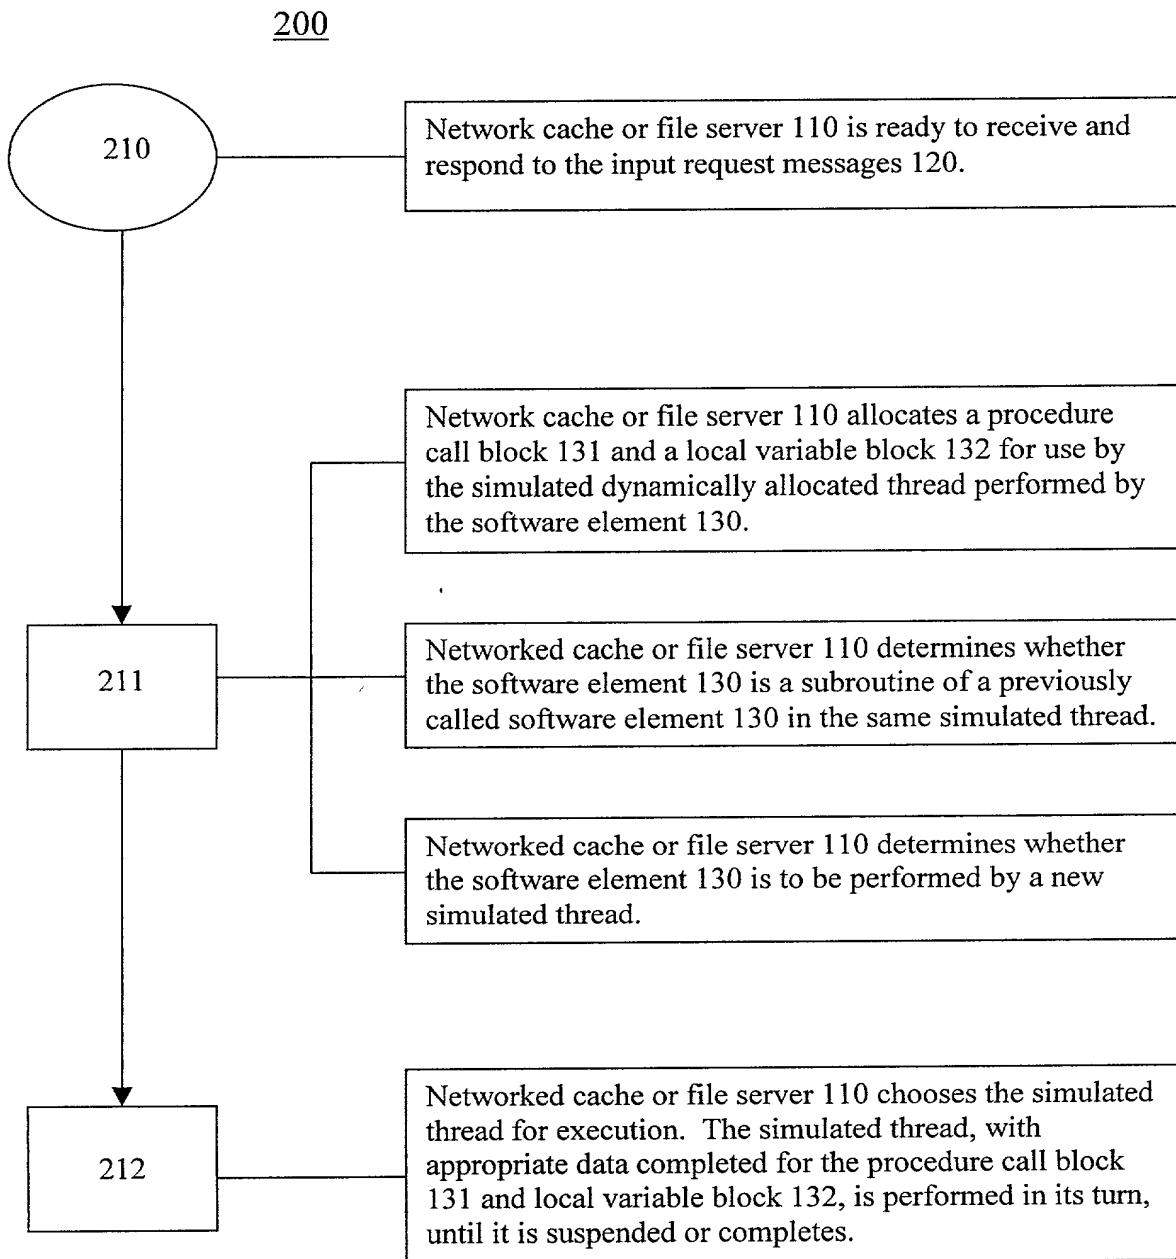 200
210
Network cache or file server 110 is ready to receive and
respond to the input request messages 120.
Network cache or file server 110 allocates a procedure
call block 131 and a local variable block 132 for use by
the simulated dynamically allocated thread performed by
the software element 130.
211
Networked cache or file server 110 determines whether
the software element 130 is a subroutine of a previously
called software element 130 in the same simulated thread.
Networked cache or file server 110 determines whether
the software element 130 is to be performed by a new
simulated thread.
212
Networked cache or file server 110 chooses the simulated
thread for execution. The simulated thread, with
appropriate data completed for the procedure call block
131 and local variable block 132, is performed in its turn,
until it is suspended or completes.